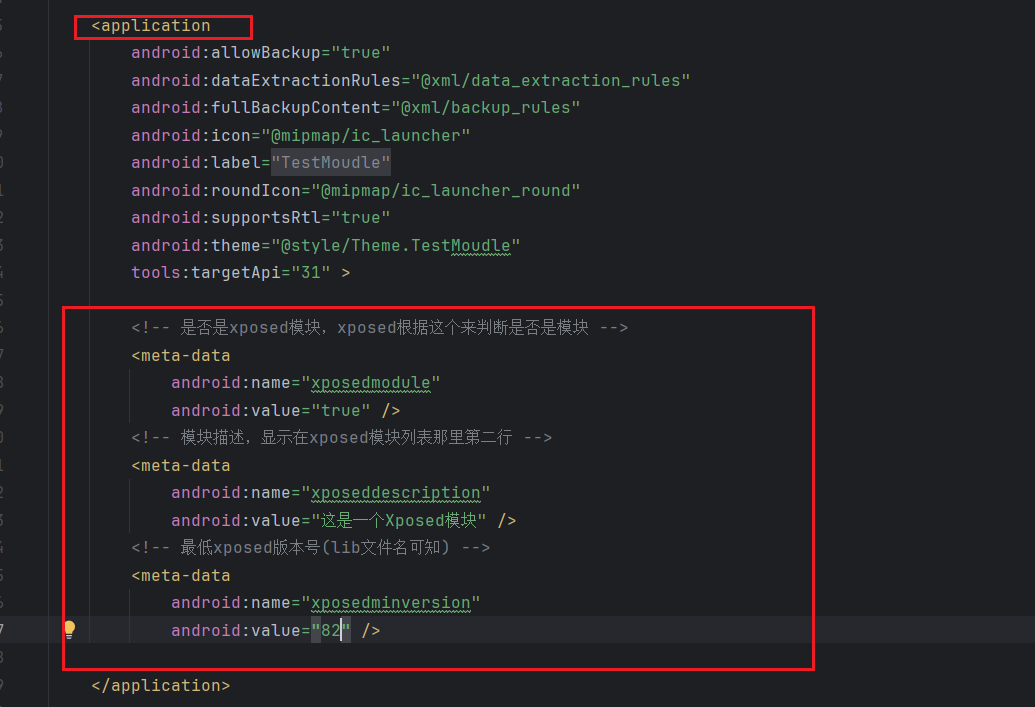 <application
android:allowBackup="true"
android:dataExtractionRules="@xml/data_extraction_rules"
android:fullBackupContent="@xml/backup_rules"
android:icon="@mipmap/ic_launcher"
android:label="TestMoudle"
android:roundIcon="@mipmap/ic_launcher_round"
android:supportsRtl="true"
android:theme="@style/Theme.TestMoudle"
tools:targetApi="31" >
<!-- 是否是xposed模块，xposed根据这个来判断是否是模块 -->
<meta-data
android:name="xposedmodule"
android:value="true" />
<!-- 模块描述，显示在xposed模块列表那里第二行 -->
<meta-data
android:name="xposeddescription"
android:value="这是一个Xposed模块" />
<!-- 最低xposed版本号(lib文件名可知) -->
<meta-data
android:name="xposedminversion"
android:value="82" />
</application>